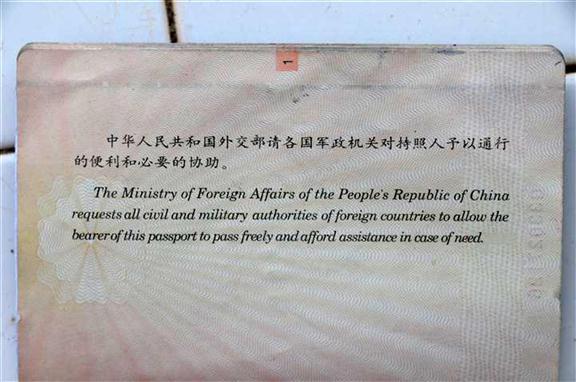 1
中华人民共和国外交部请各国军政机关对持照人予以通行
的便利和必要的协助。
The Ministry of Foreign Affairs of the People's Republic of China
requests all civil and military authorities of foreign countries to allow the
bearer of this passport to pass freely and afford assistance in case of need.